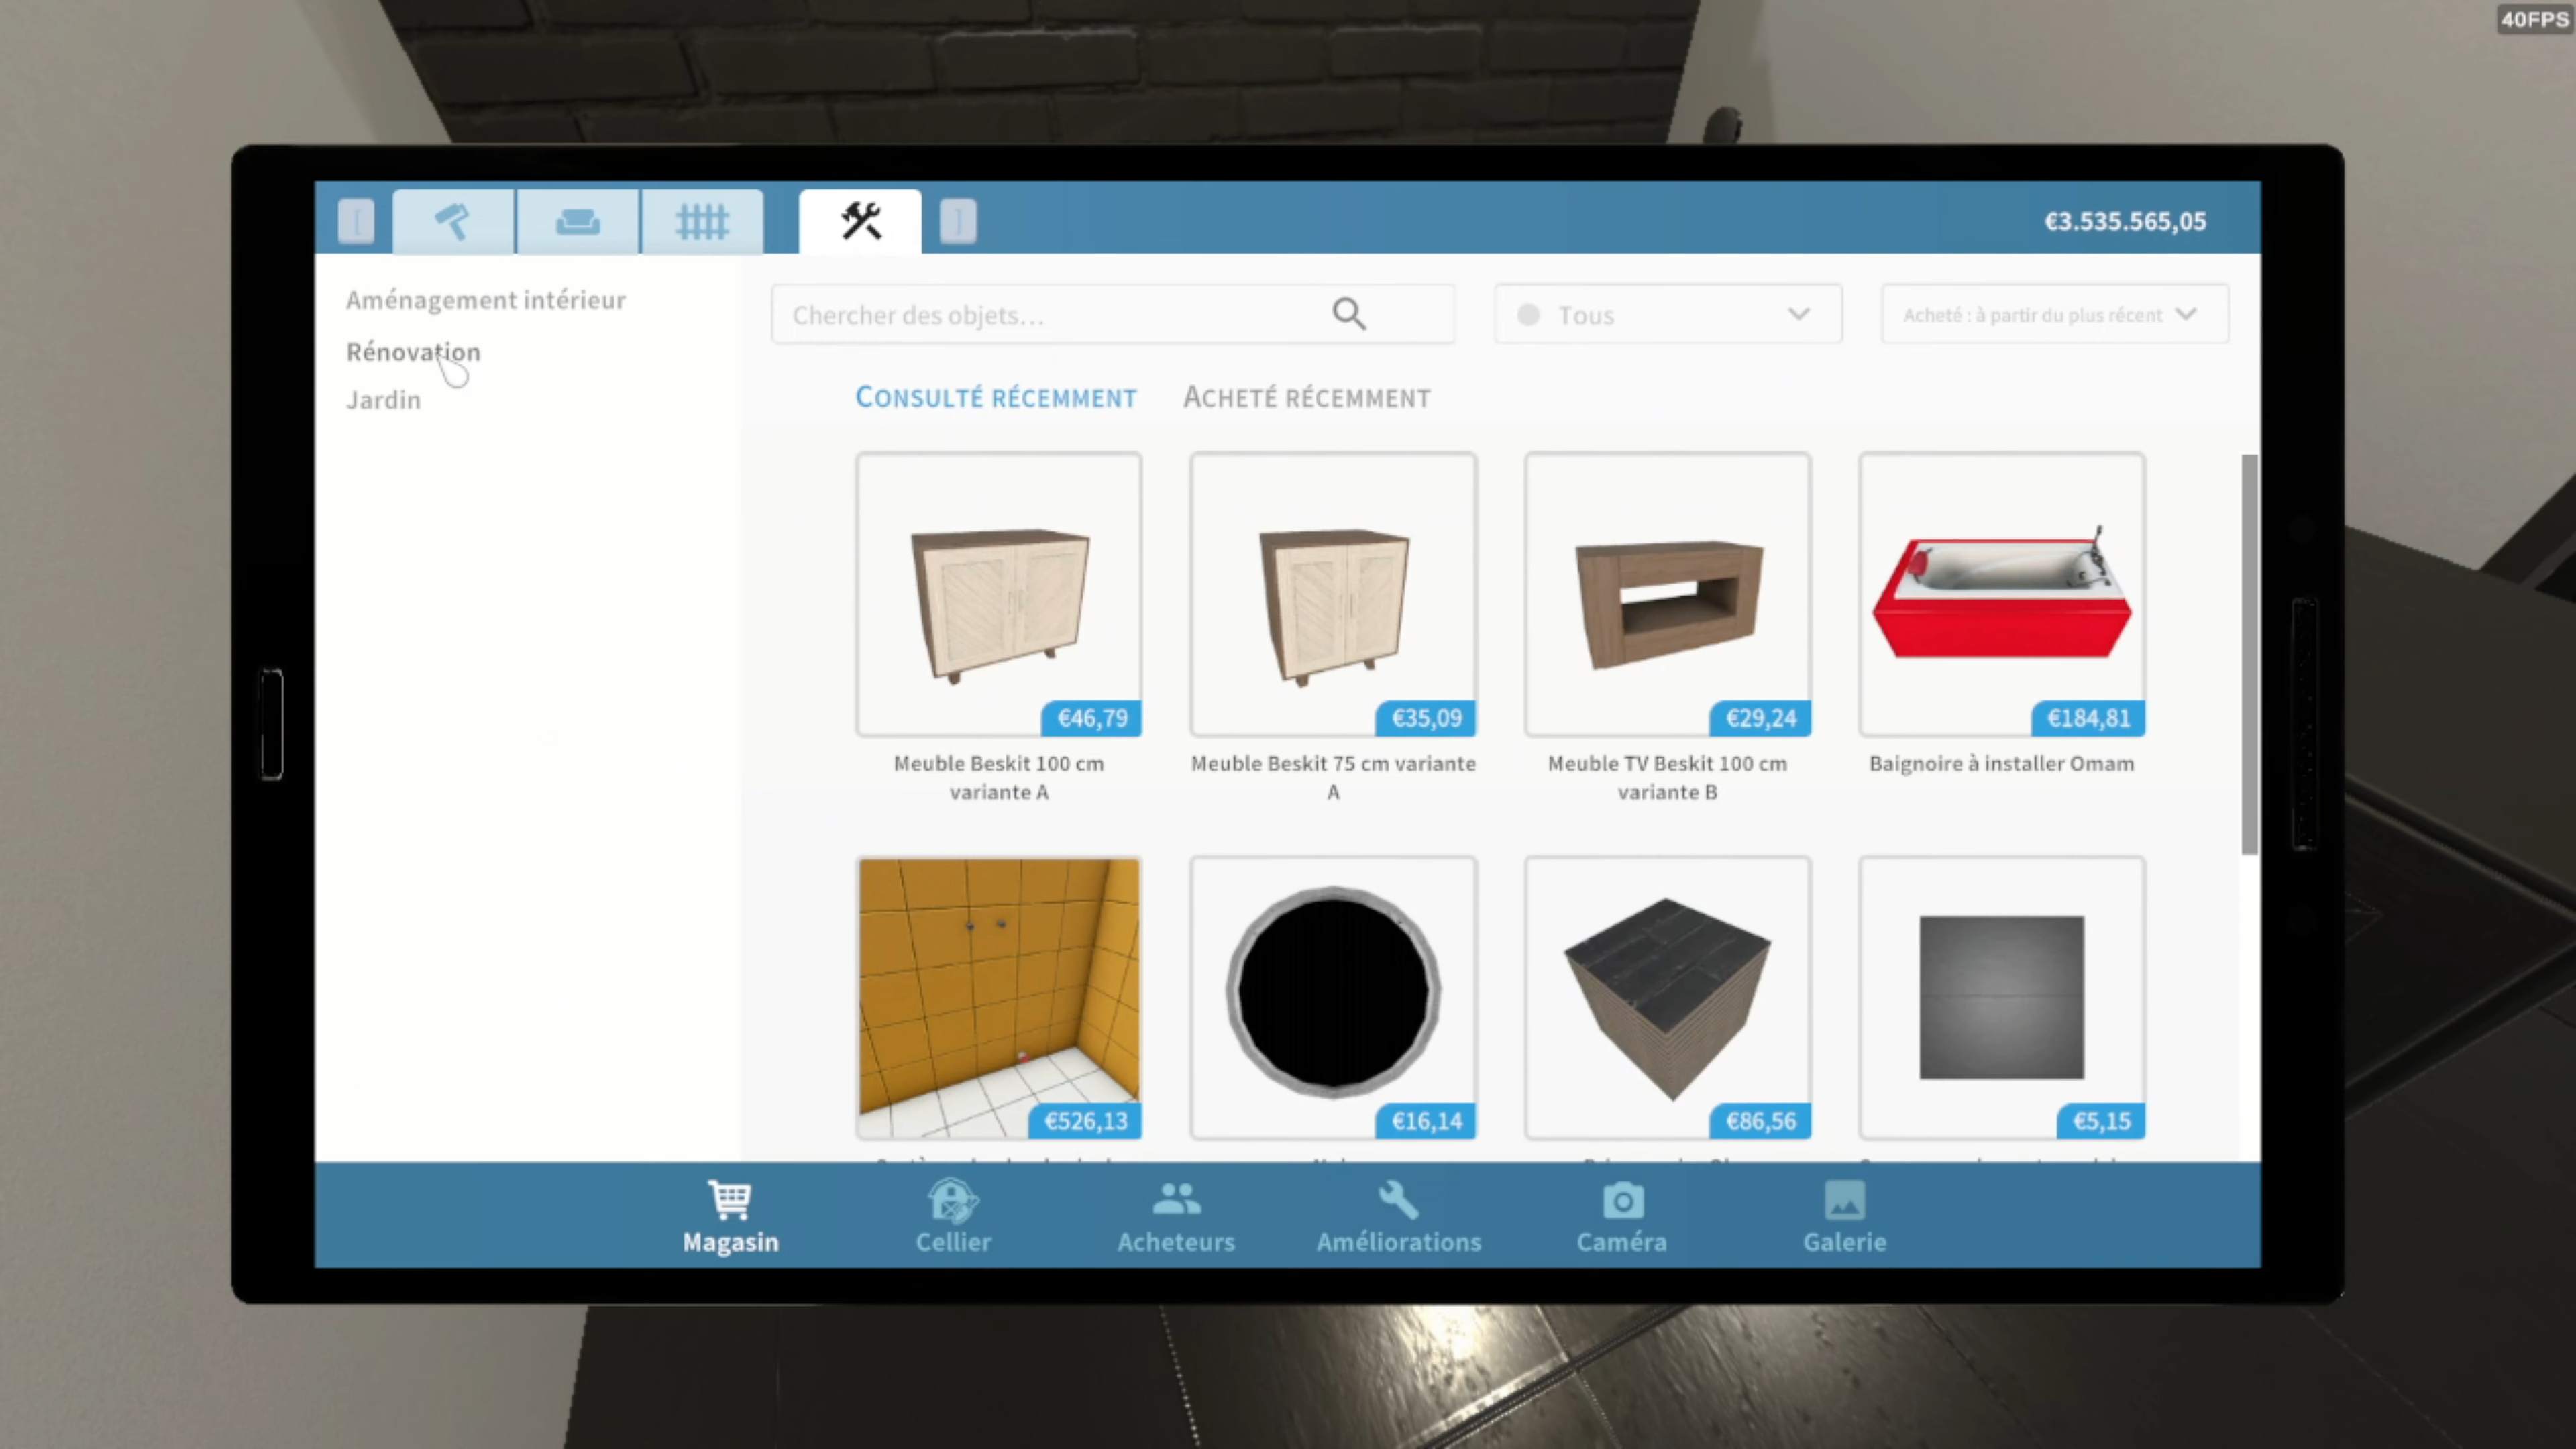 40FPS
[
]
€3.535.565,05
Aménagement intérieur
Rénovation
Jardin
Chercher des objets...
Tous
Acheté : à partir du plus récent
CONSULTÉ RÉCEMMENT
ACHETÉ RÉCEMMENT
€46,79
€35,09
€29,24
€184,81
Meuble Beskit 100 cm
variante A
Meuble Beskit 75 cm variante
A
Meuble TV Beskit 100 cm
variante B
Baignoire à installer Omam
€526,13
€16,14
€86,56
€5,15
Magasin
Cellier
Acheteurs
Améliorations
Caméra
Galerie